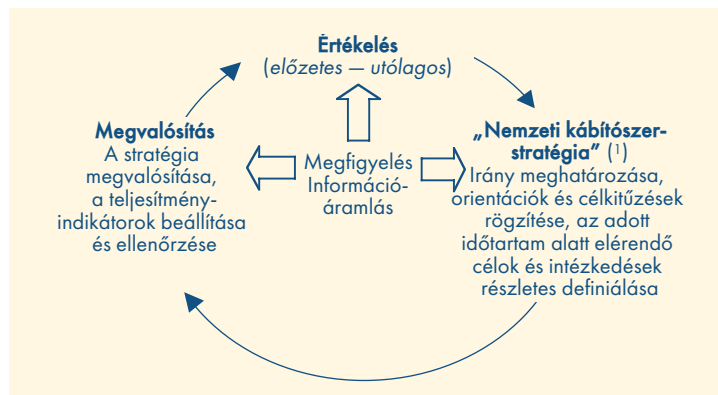 Értékelés
(előzetes — utólagos)
Megvalósítás
A stratégia
megvalósítása,
a teljesítmény-
indikátorok beállítása
és ellenőrzése
Megfigyelés
Információ-
áramlás
„Nemzeti kábítószer-
stratégia” (¹)
Irány meghatározása,
orientációk és célkitűzések
rögzítése, az adott
időtartam alatt elérendő
célok és intézkedések
részletes definiálása